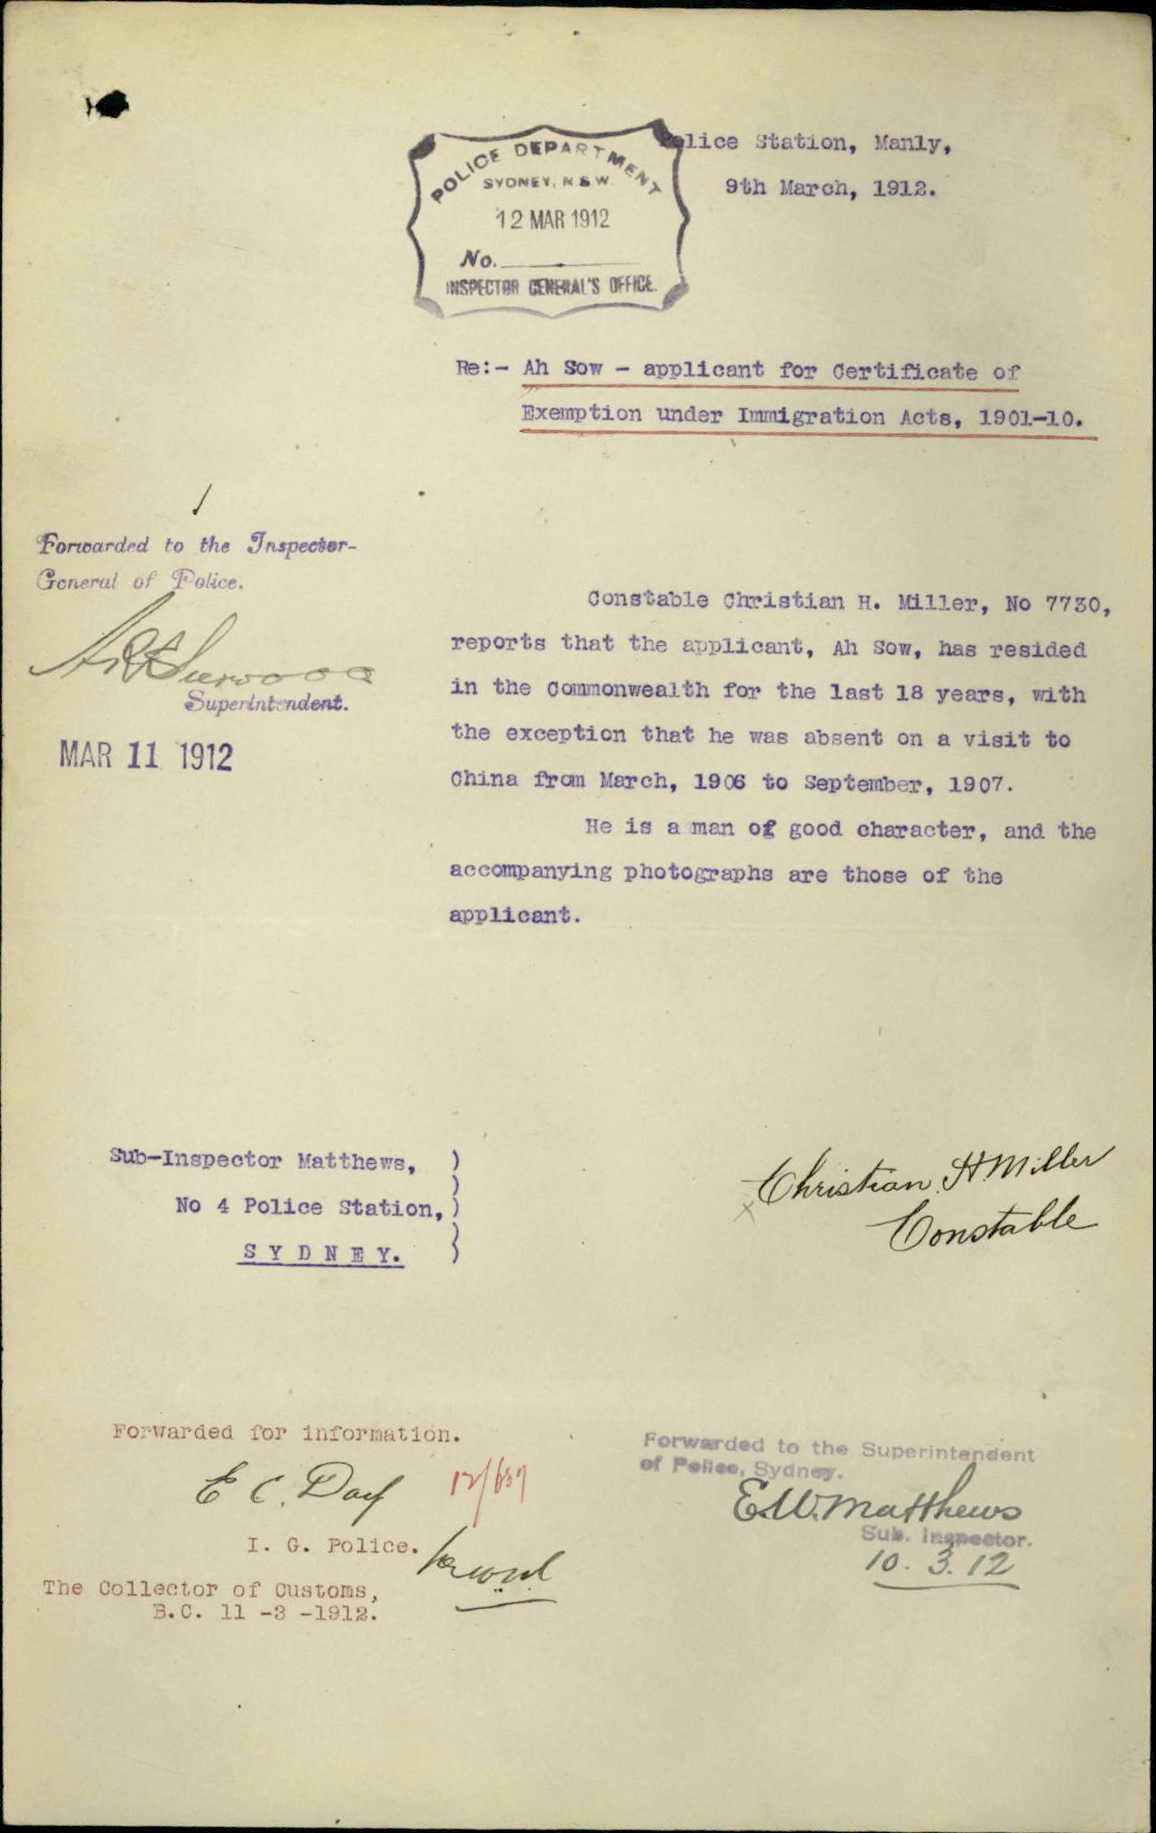 Police Station, Manly,
9th March, 1912.
POLICE DEPARTMENT
SYDNEY, N.S.W.
12 MAR 1912
No.
INSPECTOR GENERAL'S OFFICE.
Re:- Ah Sow - applicant for Certificate of
Exemption under Immigration Acts, 1901-10.
Forwarded to the Inspector-
General of Police.
Superintendent.
MAR 11 1912
Constable Christian H. Miller, No 7730,
reports that the applicant, Ah Sow, has resided
in the Commonwealth for the last 18 years, with
the exception that he was absent on a visit to
China from March, 1906 to September, 1907.
He is a man of good character, and the
accompanying photographs are those of the
applicant.
Sub-Inspector Matthews, )
No 4 Police Station, )
S Y D N E Y. )
Christian H Miller
Constable
Forwarded for information.
E C. Day
12/637
I. G. Police.
The Collector of Customs,
B.C. 11 -3 -1912.
Forwarded to the Superintendent
of Police, Sydney.
E.W. Matthews
Sub. Inspector.
10. 3. 12